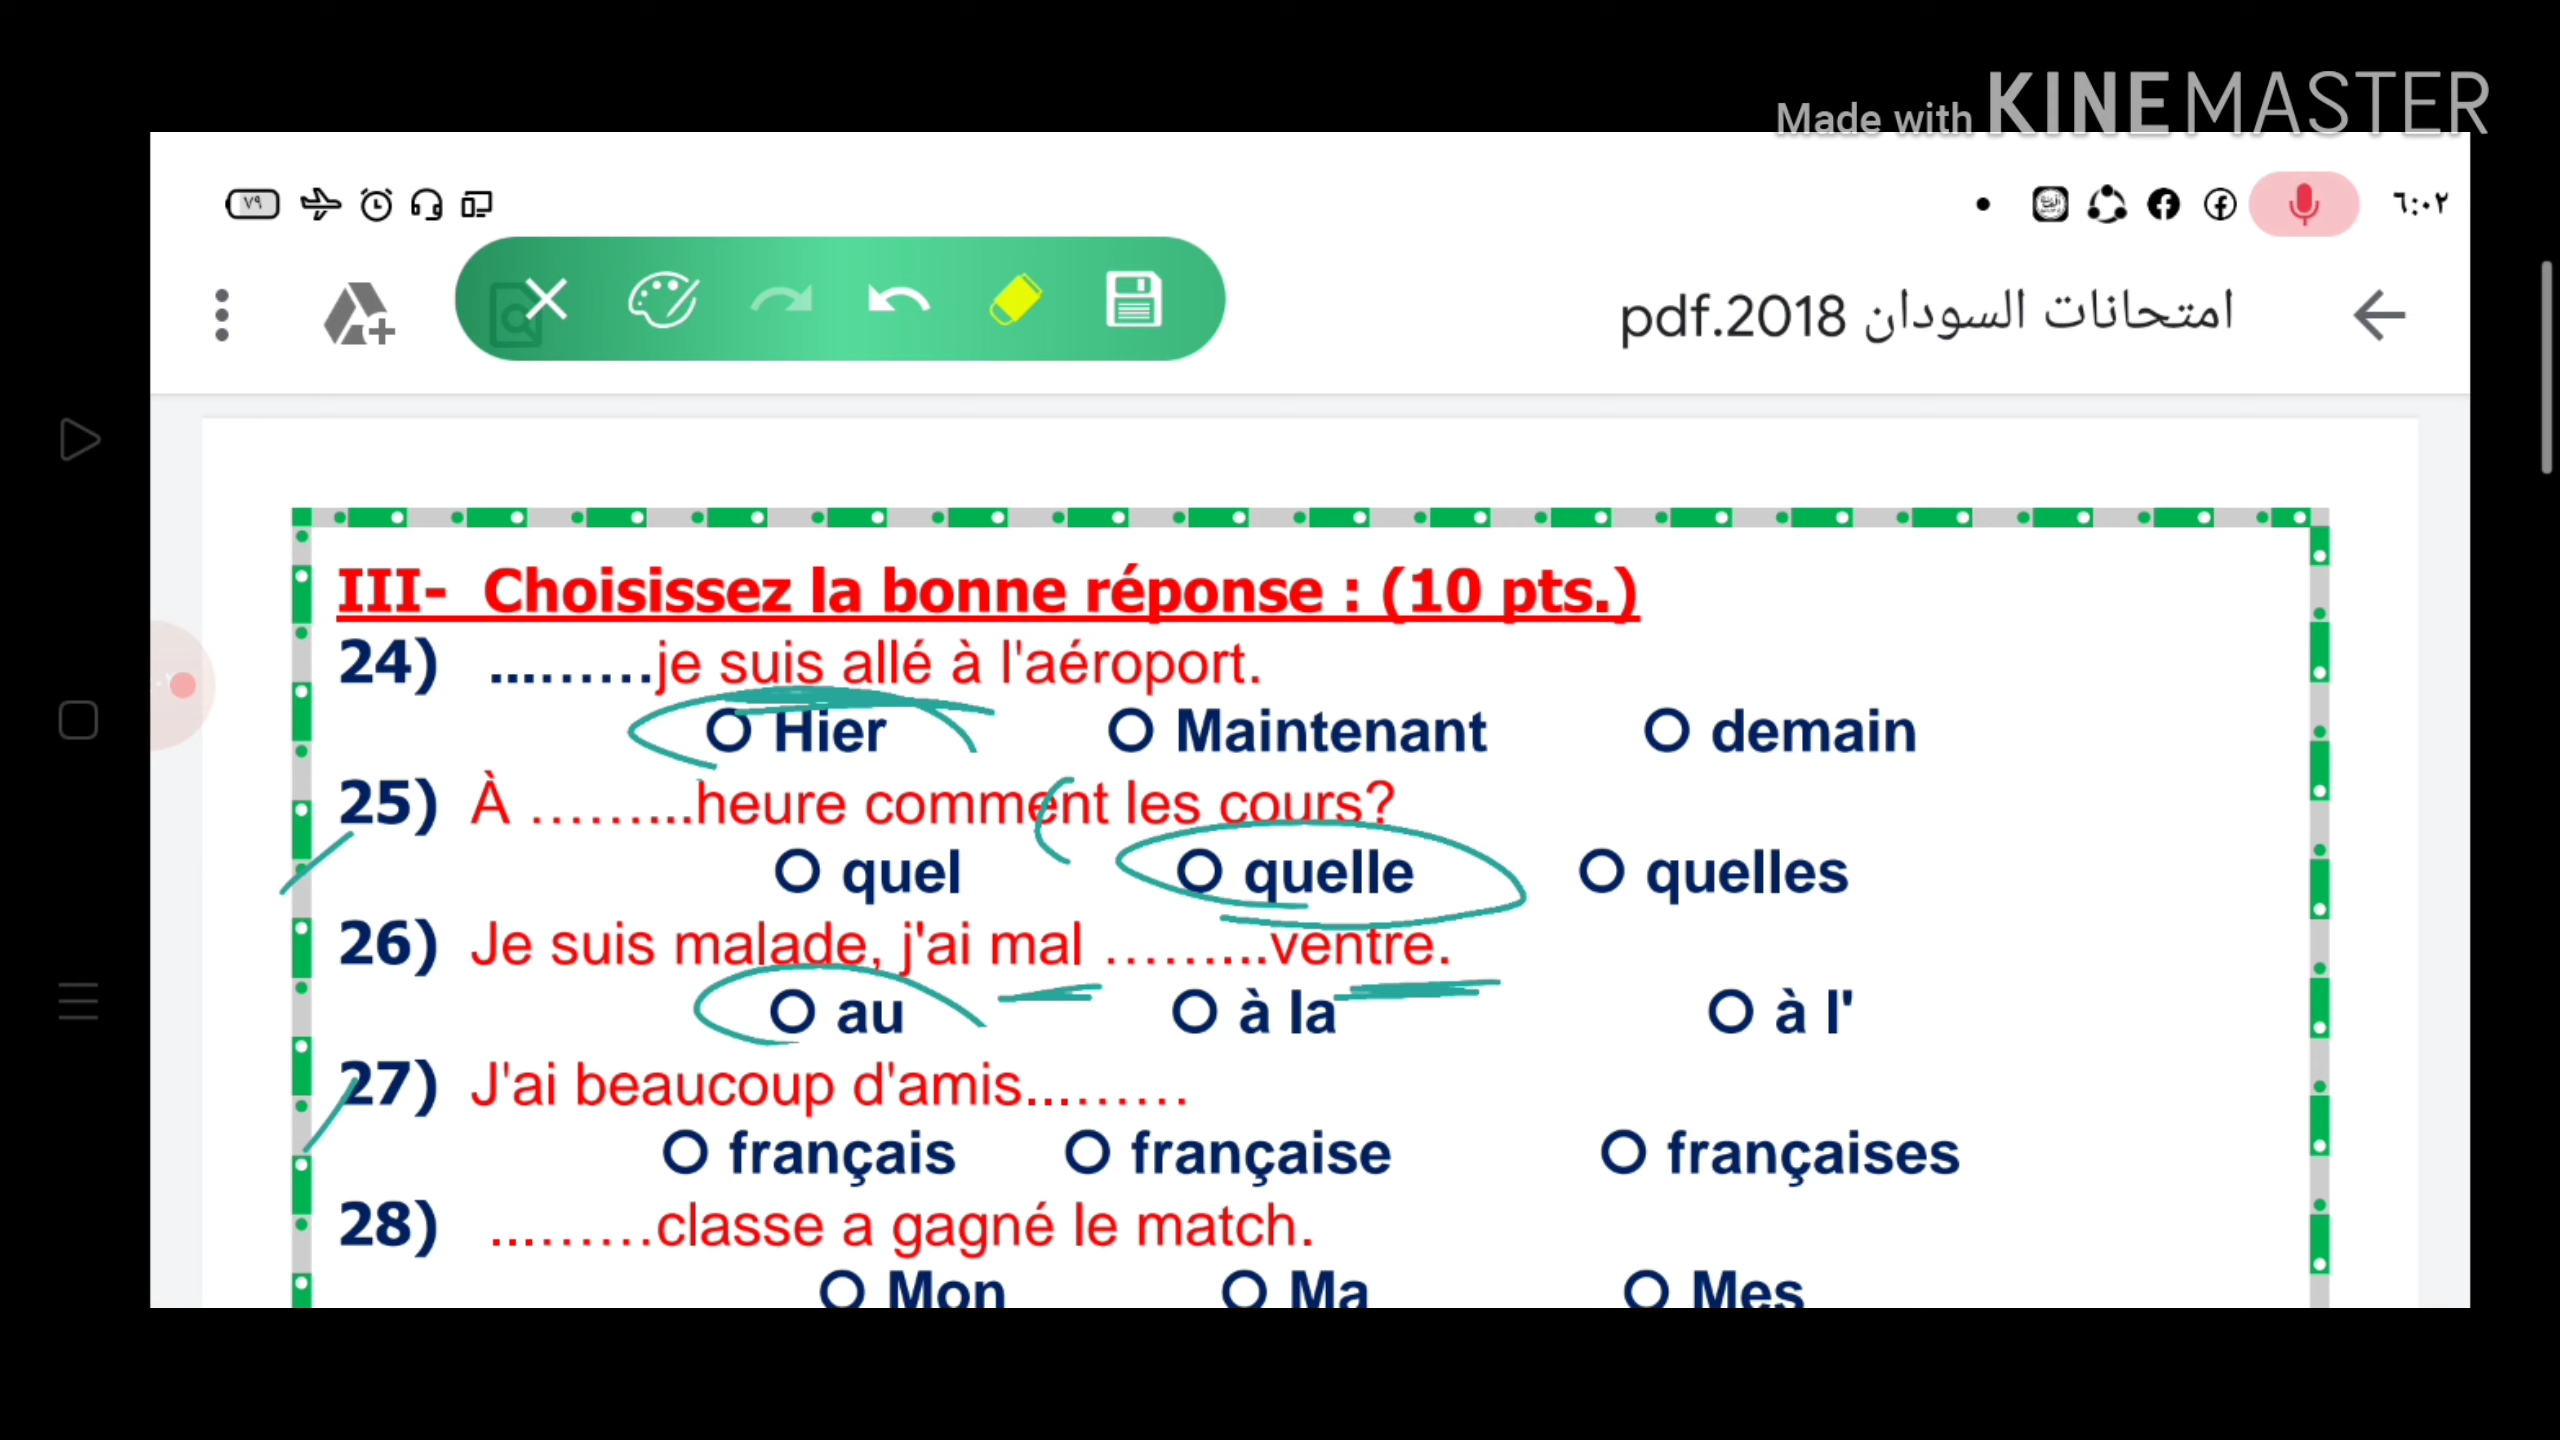 Made with KINEMASTER
٧٩
٦:٠٢
امتحانات السودان 2018.pdf
III- Choisissez la bonne réponse : (10 pts.)
24) ..........je suis allé à l'aéroport.
O Hier O Maintenant O demain
25) À .........heure comment les cours?
O quel O quelle O quelles
26) Je suis malade, j'ai mal .........ventre.
O au O à la O à l'
27) J'ai beaucoup d'amis.........
O français O française O françaises
28) .........classe a gagné le match.
O Mon O Ma O Mes